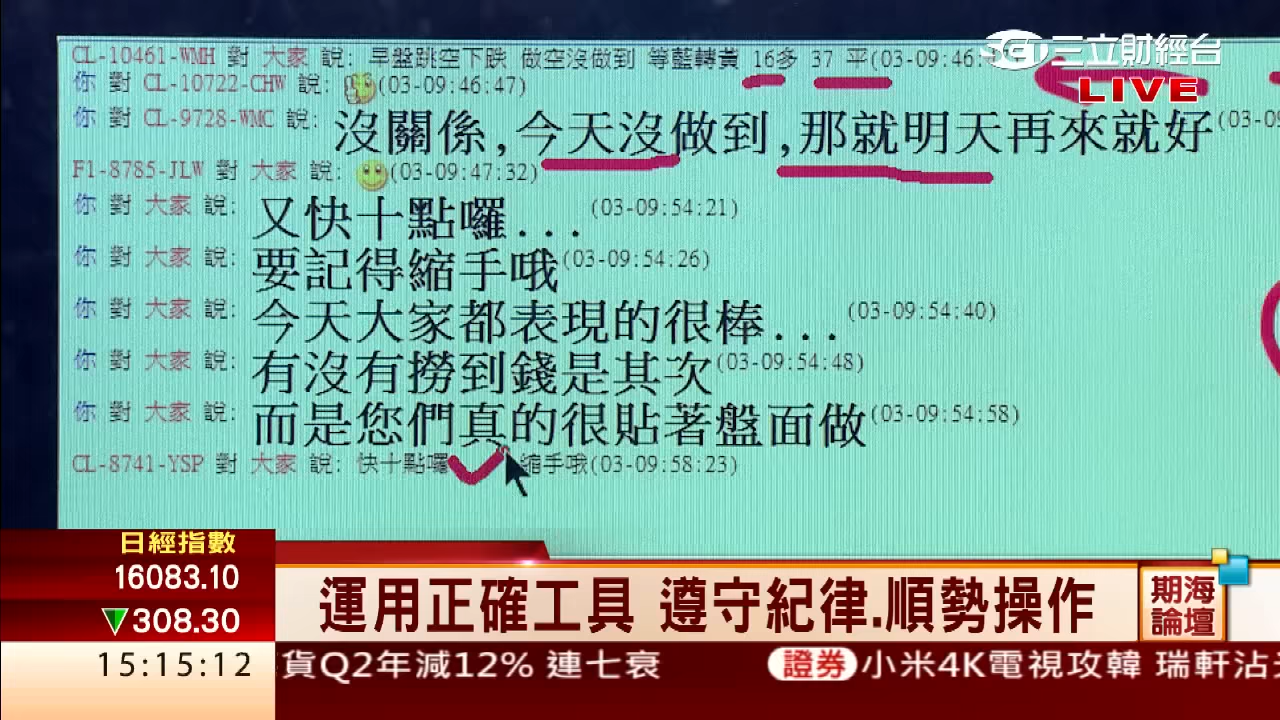 CL-10461-WMH 對 大家 說: 早盤跳空下跌 做空沒做到 等藍轉黃 16多 37 平(03-09:46:
SET 三立財經台
LIVE
你 對 CL-10722-CHW 說: (03-09:46:47)
你 對 CL-9728-WMC 說: 沒關係,今天沒做到,那就明天再來就好(03-09
F1-8785-JLW 對 大家 說: (03-09:47:32)
你 對 大家 說: 又快十點囉... (03-09:54:21)
你 對 大家 說: 要記得縮手哦(03-09:54:26)
你 對 大家 說: 今天大家都表現的很棒... (03-09:54:40)
你 對 大家 說: 有沒有撈到錢是其次(03-09:54:48)
你 對 大家 說: 而是您們真的很貼著盤面做(03-09:54:58)
CL-8741-YSP 對 大家 說: 快十點囉 縮手哦(03-09:58:23)
日經指數
16083.10
▼308.30
運用正確工具 遵守紀律.順勢操作
期海論壇
15:15:12
貨Q2年減12% 連七衰 證券 小米4K電視攻韓 瑞軒沾